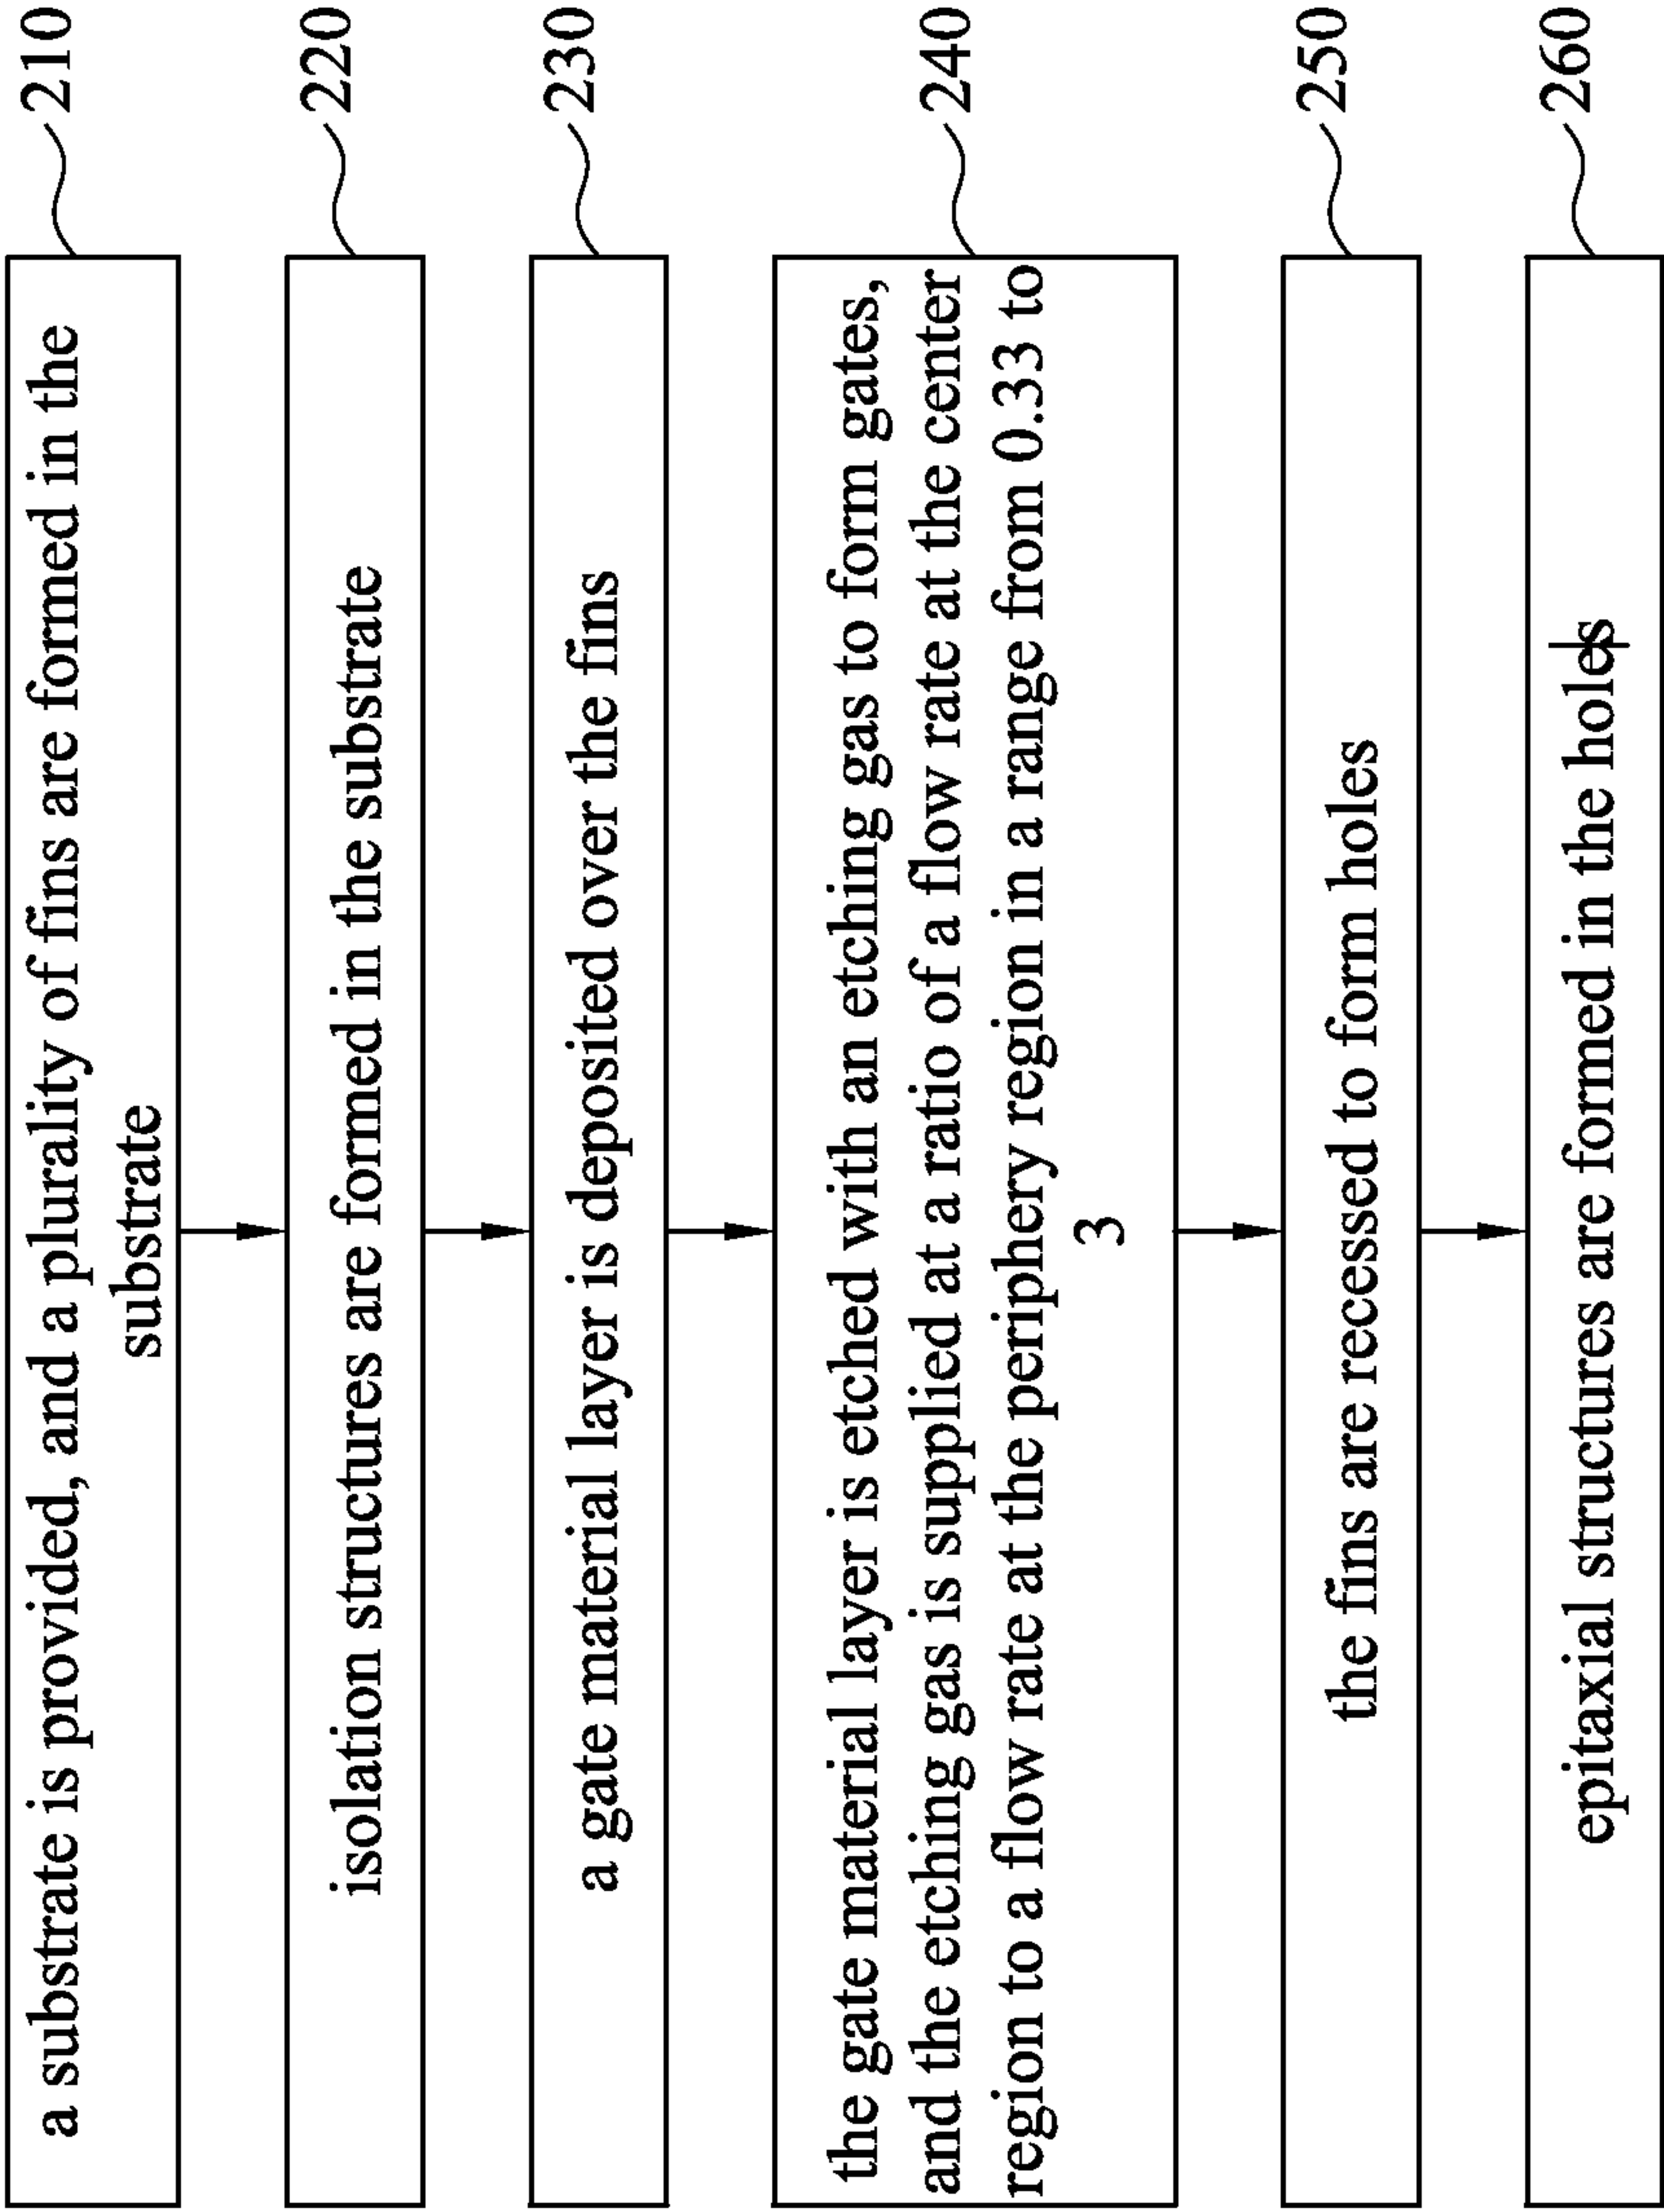 a substrate is provided, and a plurality of fins are formed in the
substrate
210
isolation structures are formed in the substrate
220
a gate material layer is deposited over the fins
230
the gate material layer is etched with an etching gas to form gates,
and the etching gas is supplied at a ratio of a flow rate at the center
region to a flow rate at the periphery region in a range from 0.33 to
3
240
the fins are recessed to form holes
250
epitaxial structures are formed in the holes
260